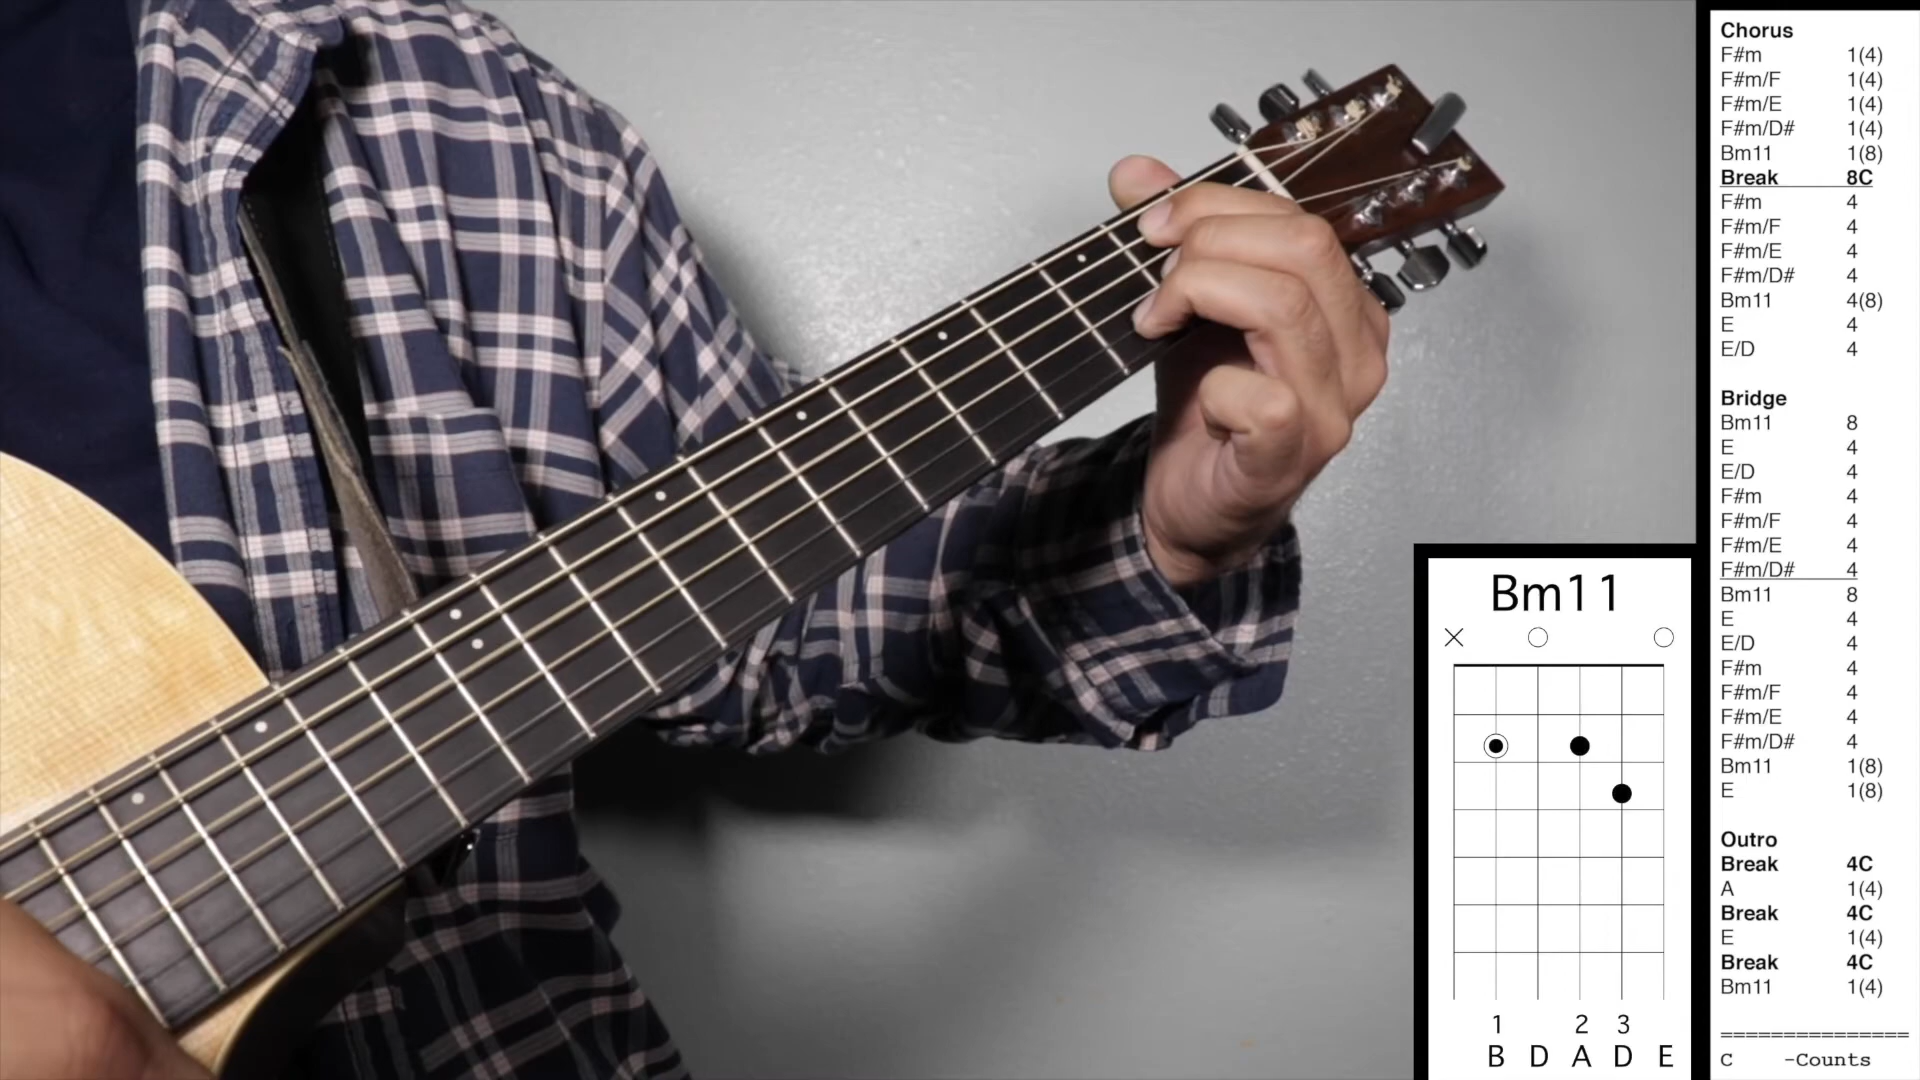 Chorus
F#m 1(4)
F#m/F 1(4)
F#m/E 1(4)
F#m/D# 1(4)
Bm11 1(8)
Break 8C
F#m 4
F#m/F 4
F#m/E 4
F#m/D# 4
Bm11 4(8)
E 4
E/D 4
Bridge
Bm11 8
E 4
E/D 4
F#m 4
F#m/F 4
F#m/E 4
F#m/D# 4
Bm11 8
E 4
E/D 4
F#m 4
F#m/F 4
F#m/E 4
F#m/D# 4
Bm11 1(8)
E 1(8)
Outro
Break 4C
A 1(4)
Break 4C
E 1(4)
Break 4C
Bm11 1(4)
===============
C -Counts
Bm11
1 2 3
B D A D E